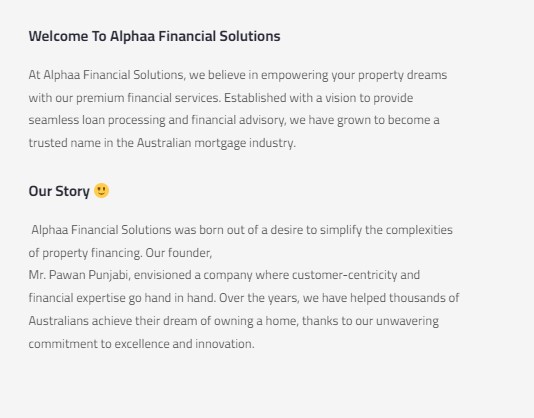 Welcome To Alphaa Financial Solutions
At Alphaa Financial Solutions, we believe in empowering your property dreams
with our premium financial services. Established with a vision to provide
seamless loan processing and financial advisory, we have grown to become a
trusted name in the Australian mortgage industry.
Our Story 🙂
Alphaa Financial Solutions was born out of a desire to simplify the complexities
of property financing. Our founder,
Mr. Pawan Punjabi, envisioned a company where customer-centricity and
financial expertise go hand in hand. Over the years, we have helped thousands of
Australians achieve their dream of owning a home, thanks to our unwavering
commitment to excellence and innovation.